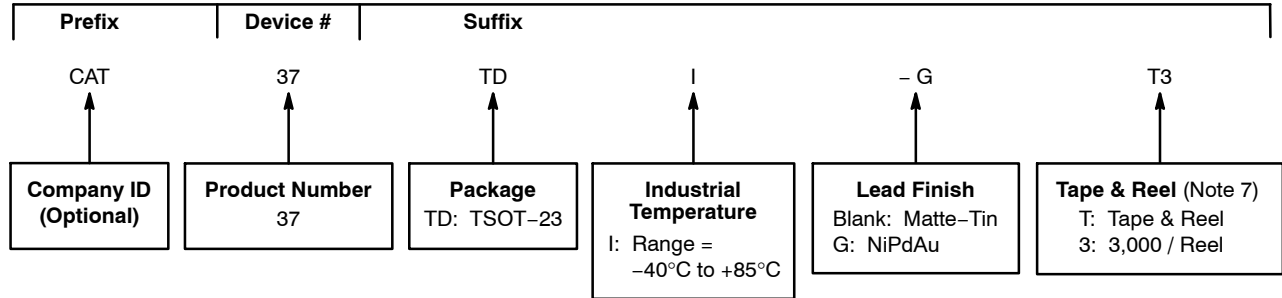 Prefix Device # Suffix
CAT 37 TD I – G T3
Company ID
(Optional)
Product Number
37
Package
TD: TSOT−23
Industrial
Temperature
I: Range =
−40°C to +85°C
Lead Finish
Blank: Matte−Tin
G: NiPdAu
Tape & Reel (Note 7)
T: Tape & Reel
3: 3,000 / Reel